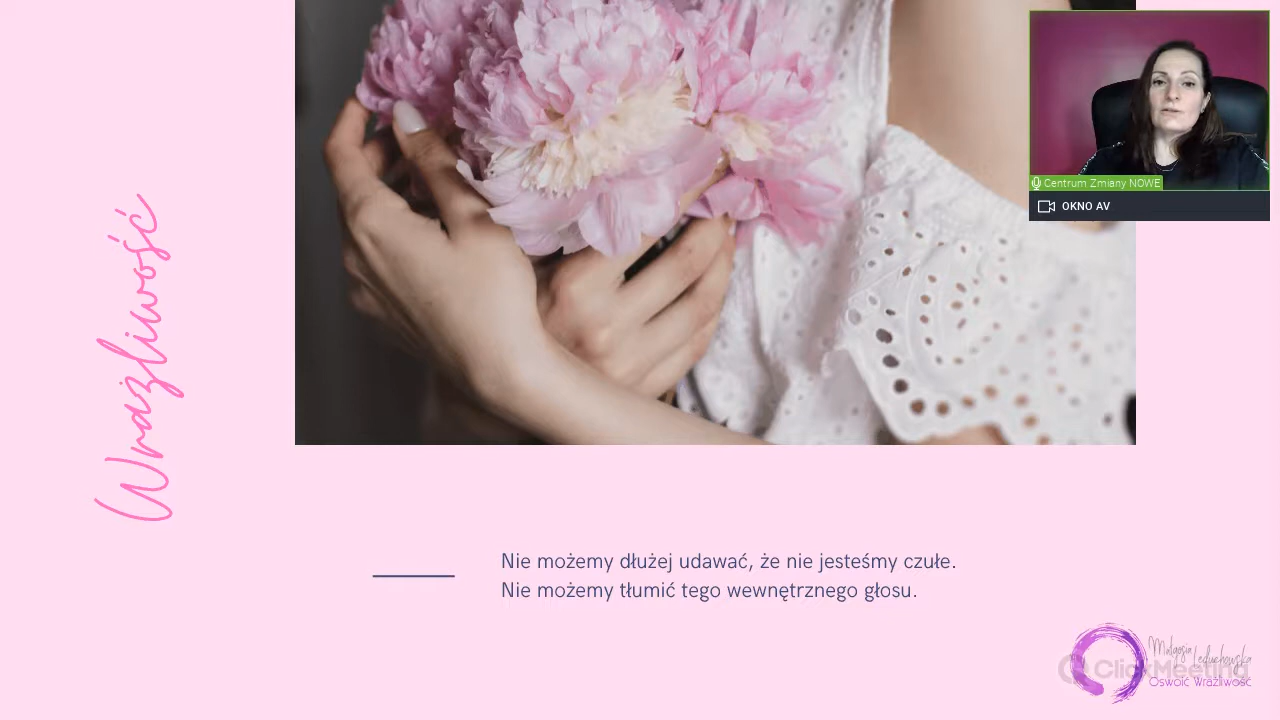 Wrażliwość
Centrum Zmiany NOWE
OKNO AV
Nie możemy dłużej udawać, że nie jesteśmy czułe.
Nie możemy tłumić tego wewnętrznego głosu.
Małgosia
ClickMeeting
Oswoić Wrażliwość